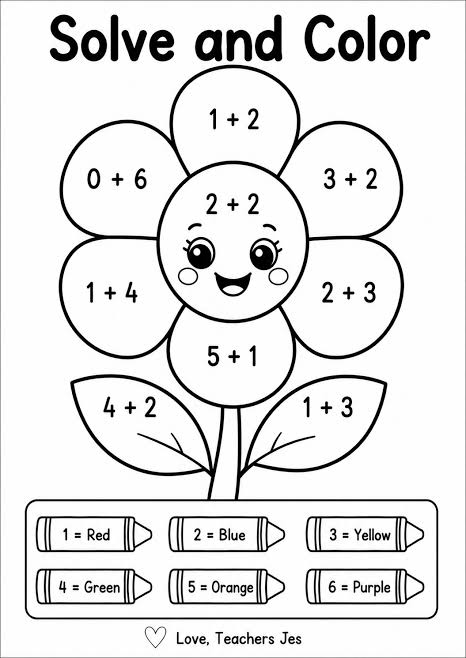 Solve and Color
1 + 2
0 + 6
3 + 2
2 + 2
1 + 4
2 + 3
5 + 1
4 + 2
1 + 3
1 = Red
2 = Blue
3 = Yellow
4 = Green
5 = Orange
6 = Purple
Love, Teachers Jes